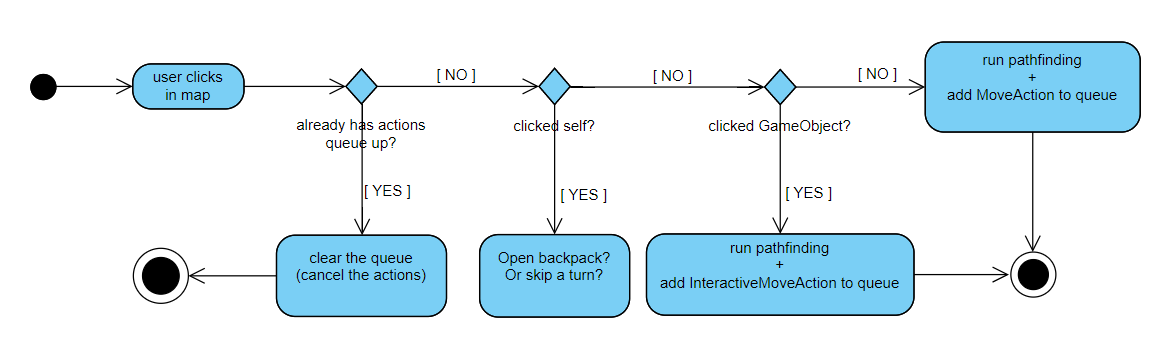 user clicks
in map
[ NO ]
[ NO ]
[ NO ]
run pathfinding
+
add MoveAction to queue
already has actions
queue up?
clicked self?
clicked GameObject?
[ YES ]
[ YES ]
[ YES ]
clear the queue
(cancel the actions)
Open backpack?
Or skip a turn?
run pathfinding
+
add InteractiveMoveAction to queue